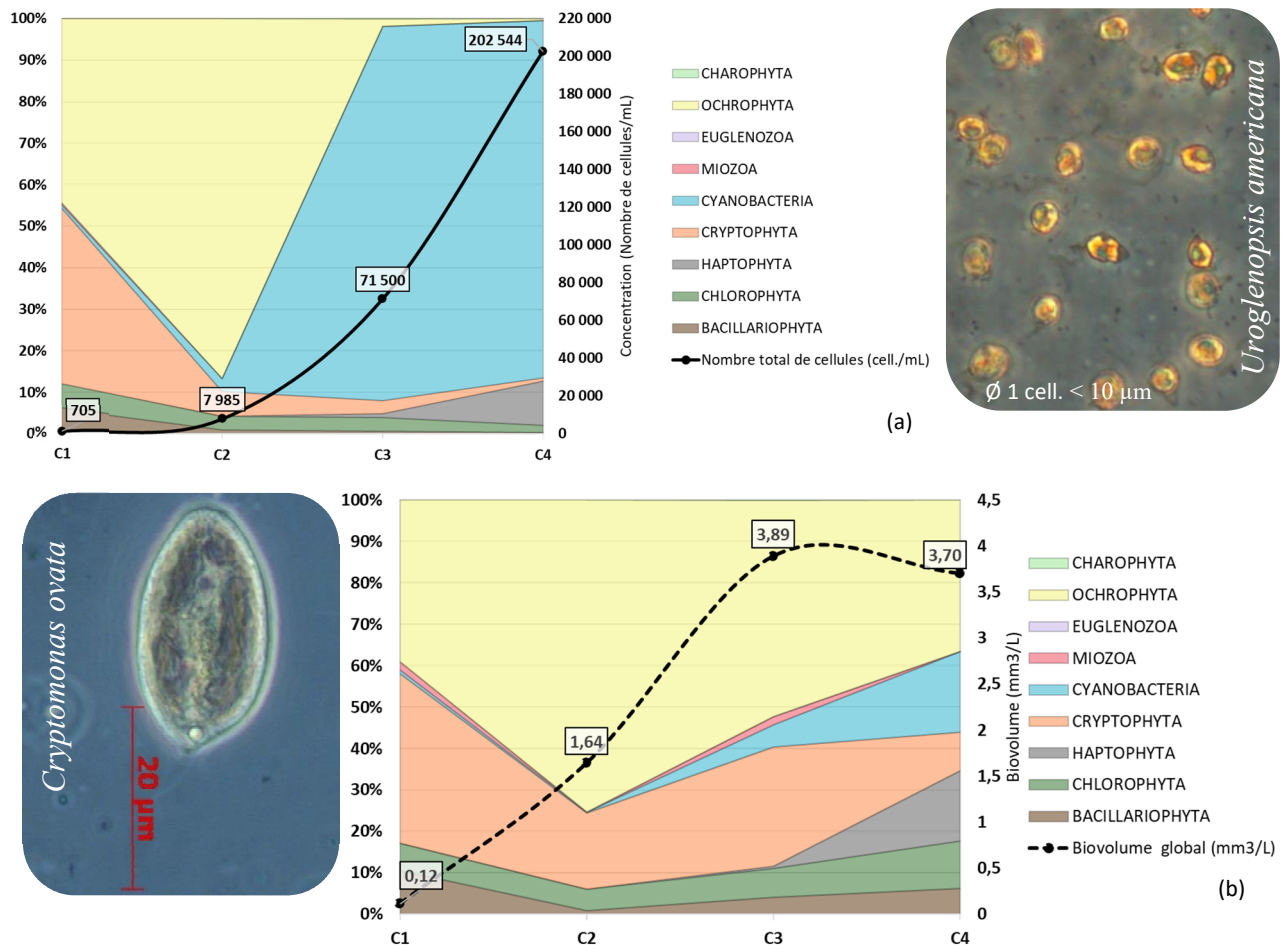 100%
90%
80%
70%
60%
50%
40%
30%
20%
10%
0%
705
7 985
71 500
202 544
C1
C2
C3
C4
220 000
200 000
180 000
160 000
140 000
120 000
100 000
80 000
60 000
40 000
20 000
0
Concentration (Nombre de cellules/mL)
CHAROPHYTA
OCHROPHYTA
EUGLENOZOA
MIOZOA
CYANOBACTERIA
CRYPTOPHYTA
HAPTOPHYTA
CHLOROPHYTA
BACILLARIOPHYTA
Nombre total de cellules (cell./mL)
(a)
Uroglenopsis americana
Ø 1 cell. < 10 µm
Cryptomonas ovata
20 µm
100%
90%
80%
70%
60%
50%
40%
30%
20%
10%
0%
0,12
1,64
3,89
3,70
C1
C2
C3
C4
4,5
4
3,5
3
2,5
2
1,5
1
0,5
0
Biovolume (mm3/L)
CHAROPHYTA
OCHROPHYTA
EUGLENOZOA
MIOZOA
CYANOBACTERIA
CRYPTOPHYTA
HAPTOPHYTA
CHLOROPHYTA
BACILLARIOPHYTA
Biovolume global (mm3/L)
(b)